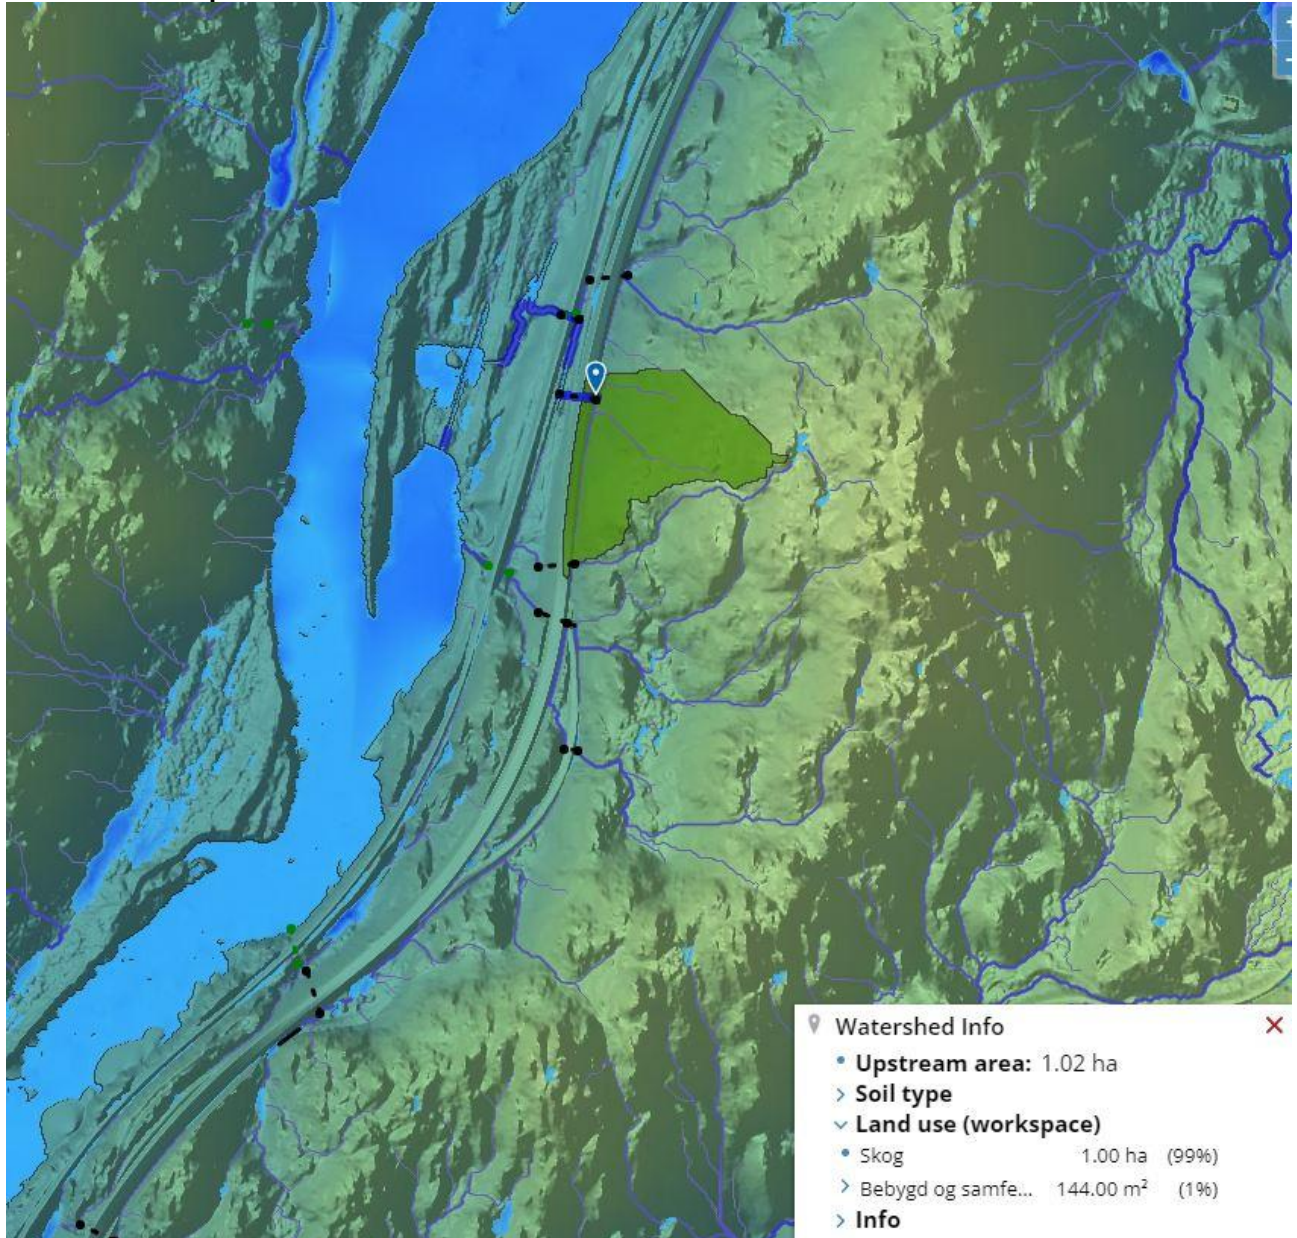 Watershed Info
Upstream area: 1.02 ha
Soil type
Land use (workspace)
Skog 1.00 ha (99%)
Bebygd og samfe... 144.00 m² (1%)
Info